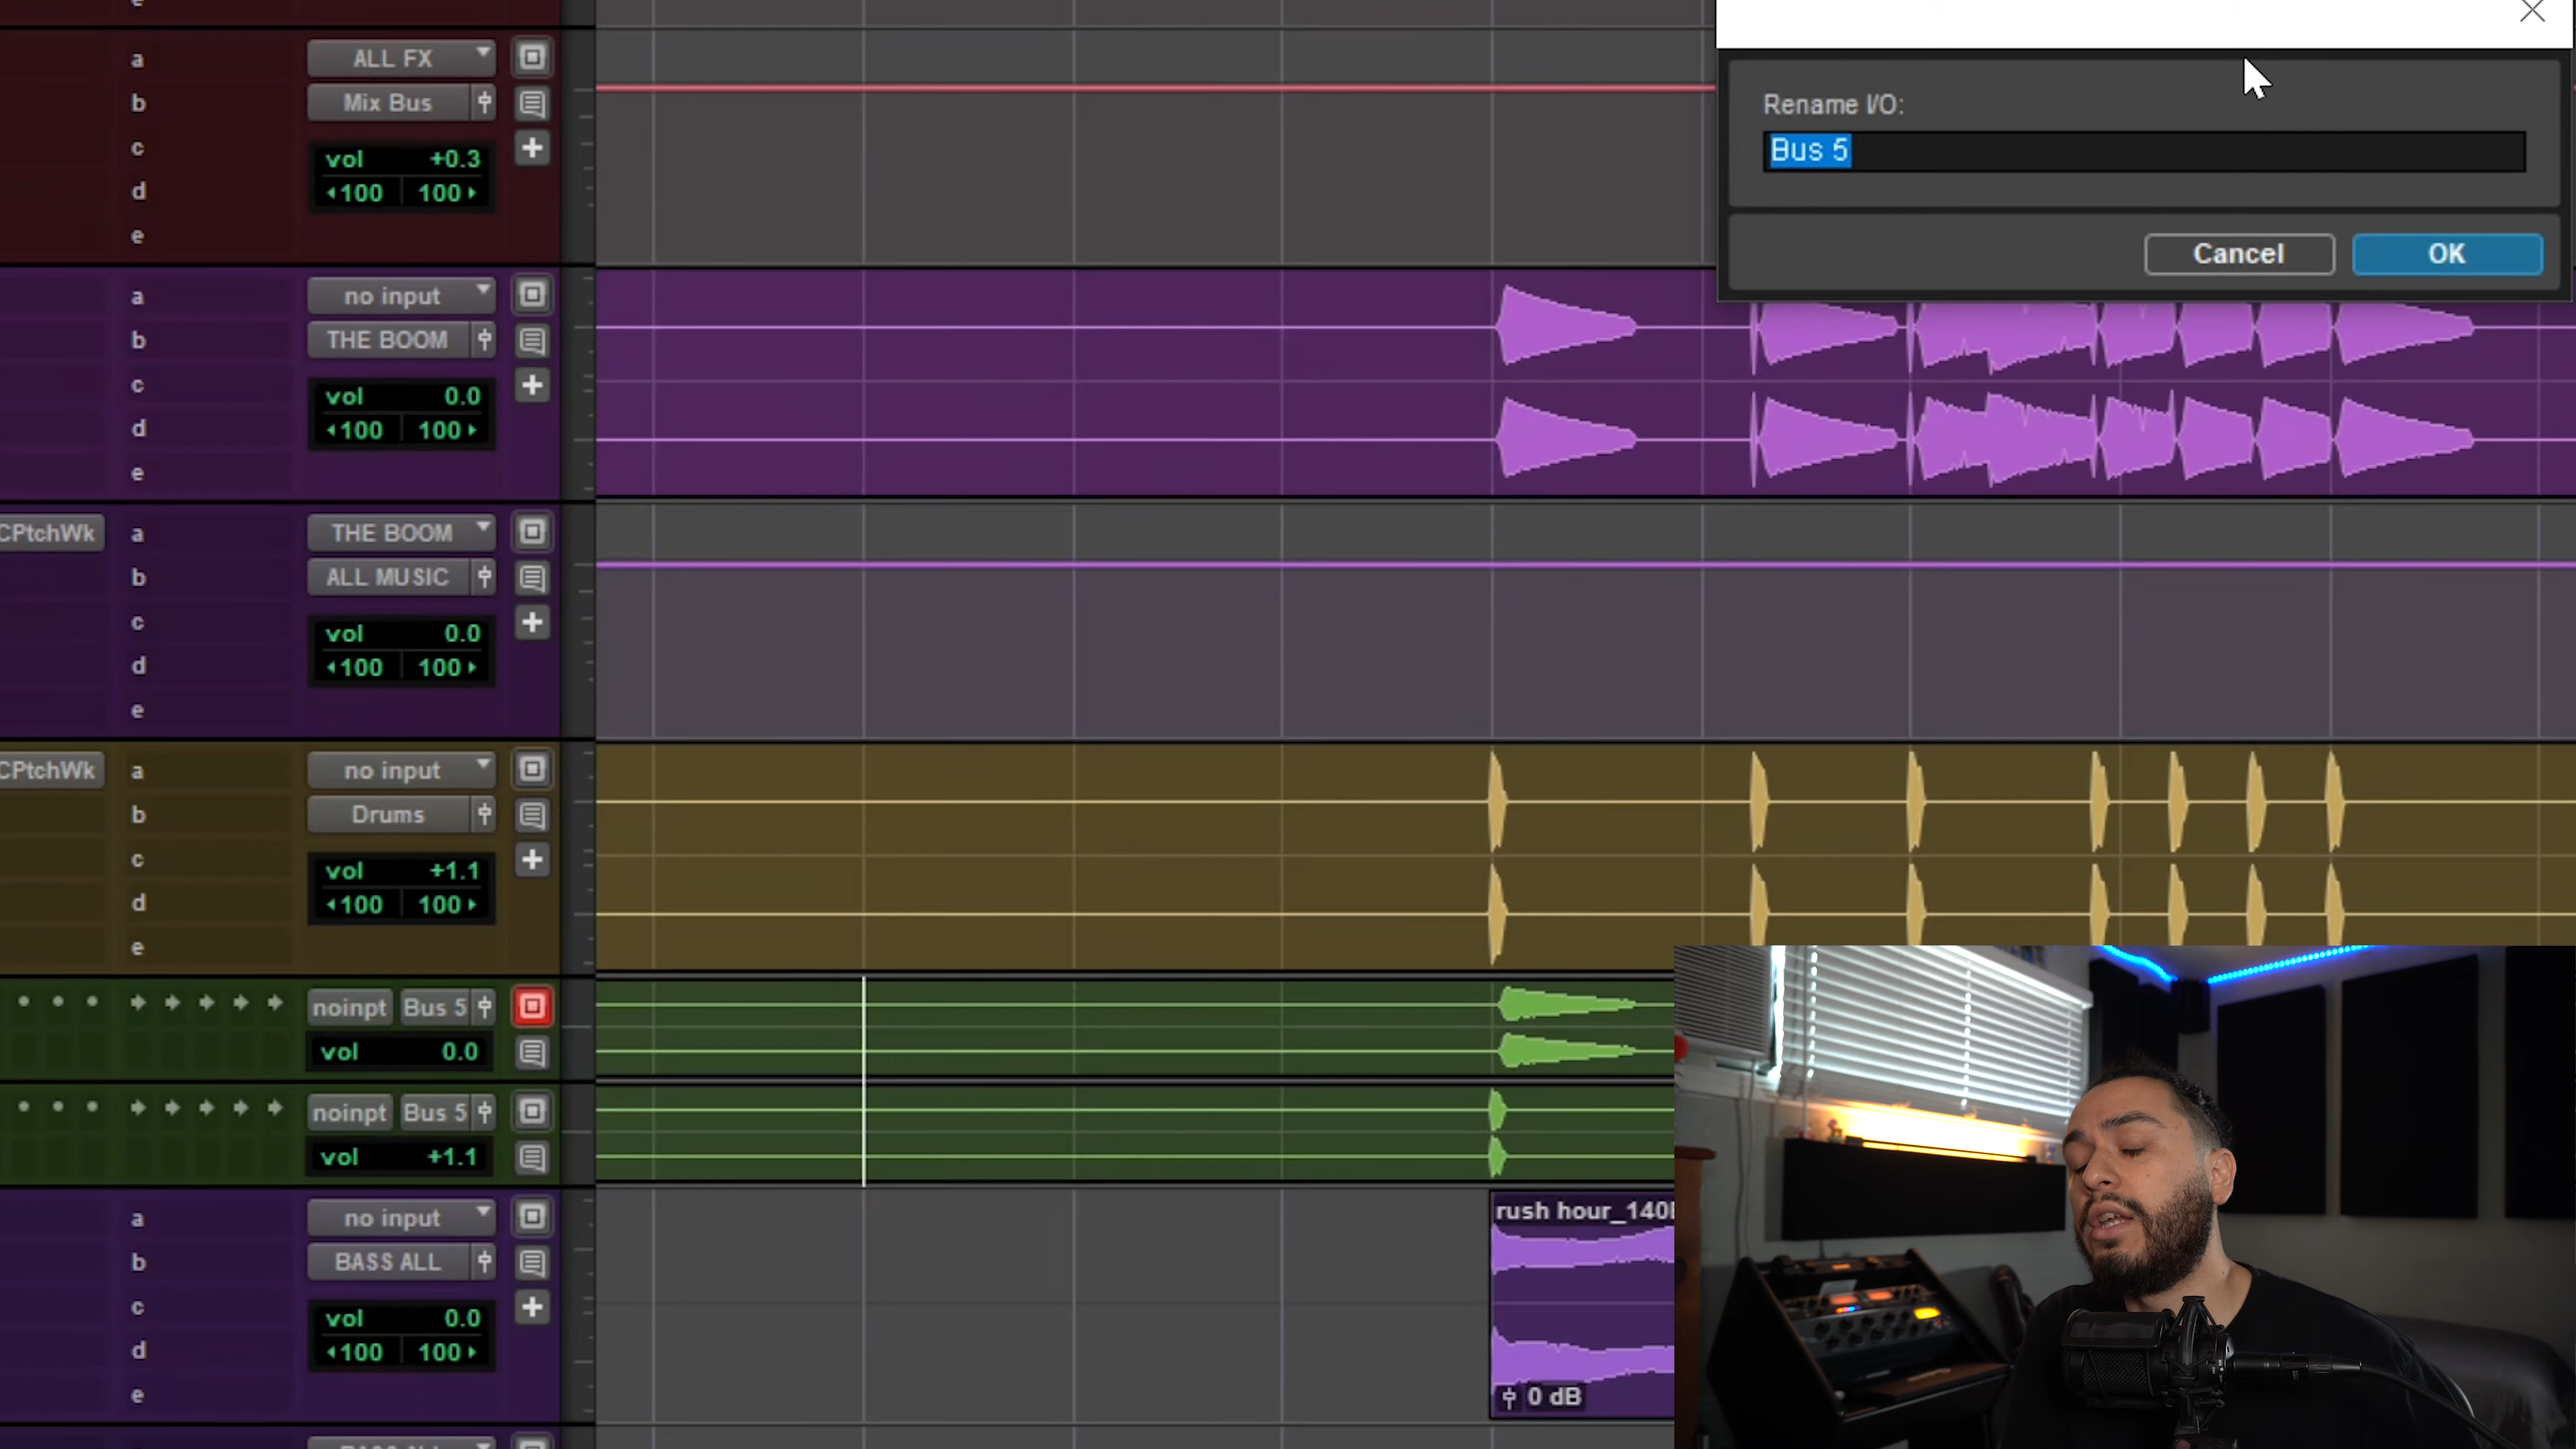 ALL FX
a
b
Mix Bus
c
vol +0.3
d
100 100
e
Rename I/O:
Bus 5
Cancel OK
a
no input
b
THE BOOM
c
vol 0.0
d
100 100
e
CPtchWk
a
THE BOOM
b
ALL MUSIC
c
vol 0.0
d
100 100
e
CPtchWk
a
no input
b
Drums
c
vol +1.1
d
100 100
e
noinpt Bus 5
vol 0.0
noinpt Bus 5
vol +1.1
a
no input
b
BASS ALL
c
vol 0.0
d
100 100
e
rush hour_140
0 dB